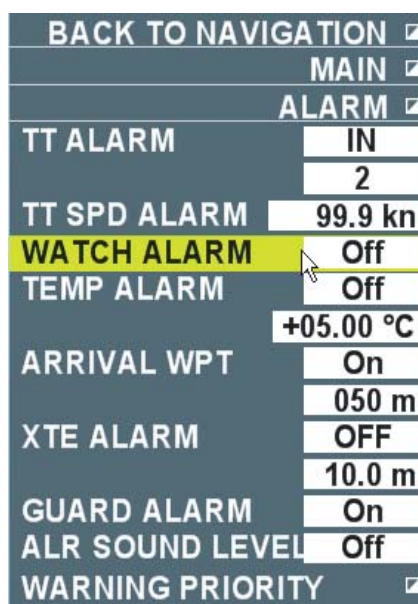 BACK TO NAVIGATION
MAIN
ALARM
TT ALARM IN
2
TT SPD ALARM 99.9 kn
WATCH ALARM Off
TEMP ALARM Off
+05.00 °C
ARRIVAL WPT On
050 m
XTE ALARM OFF
10.0 m
GUARD ALARM On
ALR SOUND LEVEL Off
WARNING PRIORITY